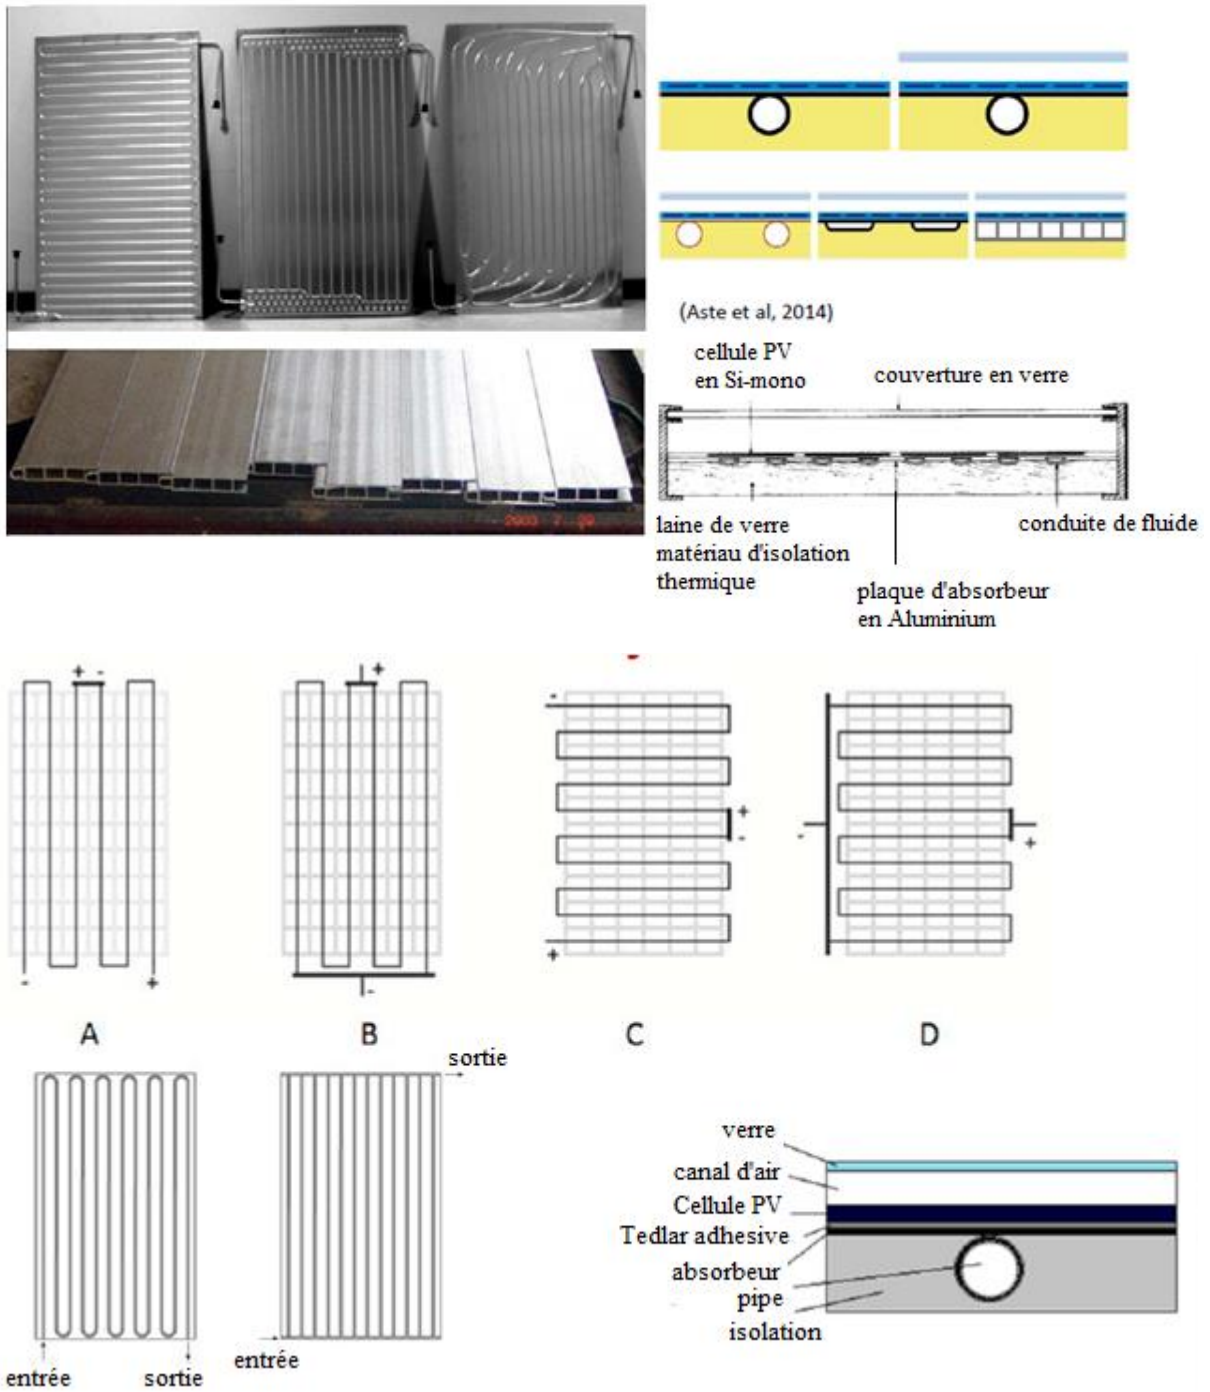 (Aste et al, 2014)
cellule PV
en Si-mono
couverture en verre
laine de verre
matériau d'isolation
thermique
conduite de fluide
plaque d'absorbeur
en Aluminium
+ -
- +
+
-
-
+
-
+
-
+
A
B
C
D
sortie
entrée
sortie
entrée
verre
canal d'air
Cellule PV
Tedlar adhesive
absorbeur
pipe
isolation